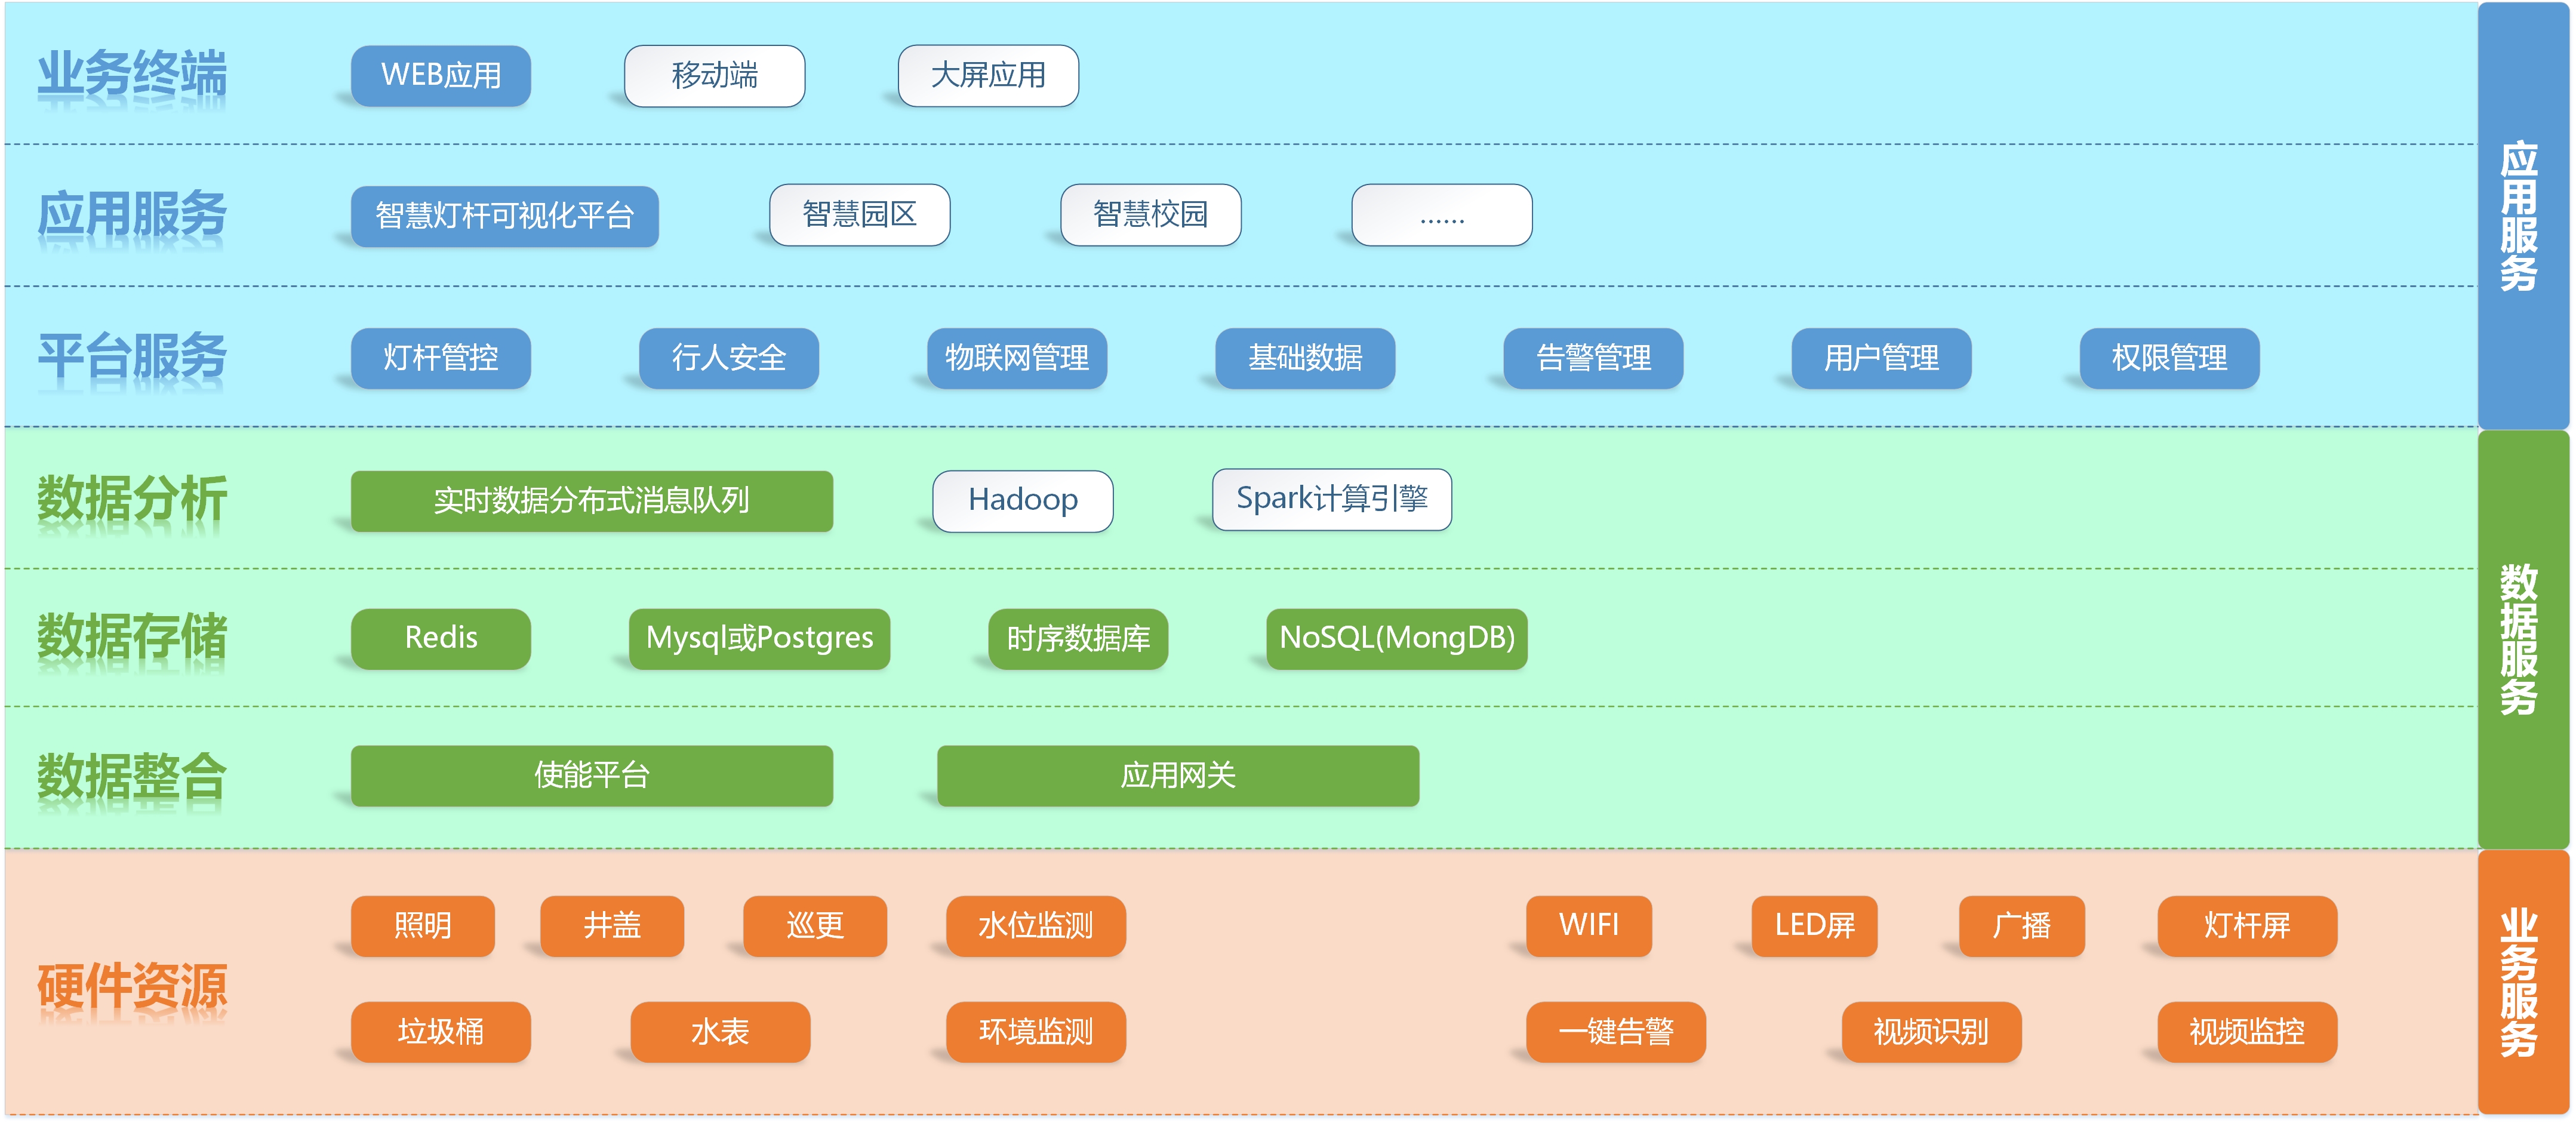 业务终端
WEB应用
移动端
大屏应用
应用服务
智慧灯杆可视化平台
智慧园区
智慧校园
......
平台服务
灯杆管控
行人安全
物联网管理
基础数据
告警管理
用户管理
权限管理
应用服务
数据分析
实时数据分布式消息队列
Hadoop
Spark计算引擎
数据存储
Redis
Mysql或Postgres
时序数据库
NoSQL(MongDB)
数据整合
使能平台
应用网关
数据服务
硬件资源
照明
井盖
巡更
水位监测
WIFI
LED屏
广播
灯杆屏
垃圾桶
水表
环境监测
一键告警
视频识别
视频监控
业务服务